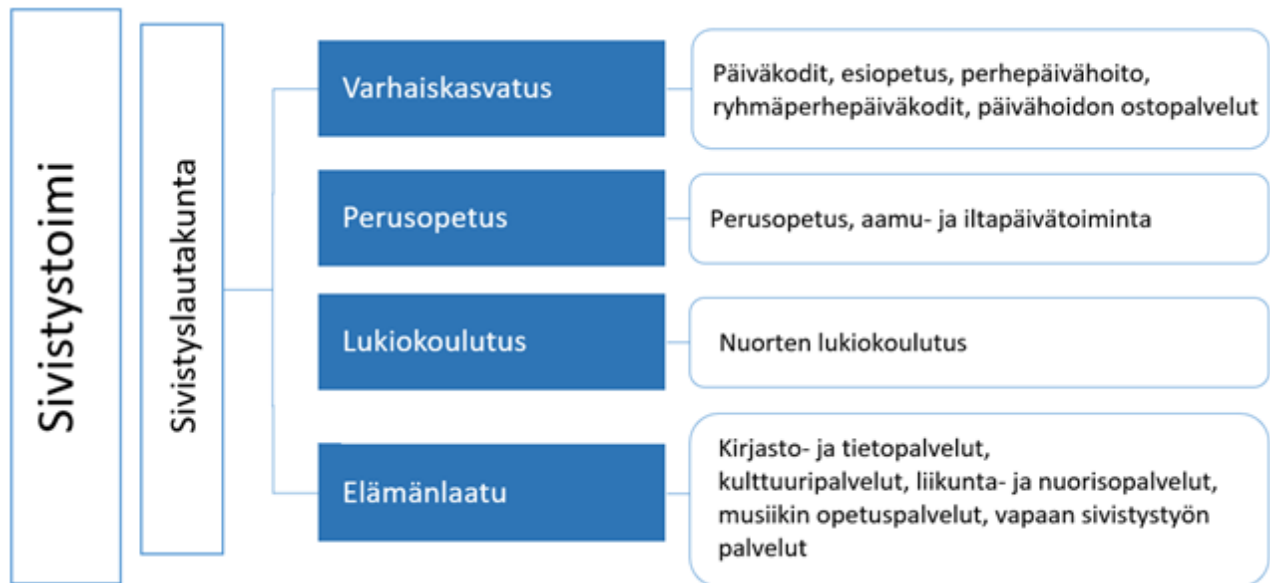 Sivistystoimi
Sivistyslautakunta
Varhaiskasvatus
Päiväkodit, esiopetus, perhepäivähoito,
ryhmäperhepäiväkodit, päivähoidon ostopalvelut
Perusopetus
Perusopetus, aamu- ja iltapäivätoiminta
Lukiokoulutus
Nuorten lukiokoulutus
Elämänlaatu
Kirjasto- ja tietopalvelut,
kulttuuripalvelut, liikunta- ja nuorisopalvelut,
musiikin opetuspalvelut, vapaan sivistystyön
palvelut